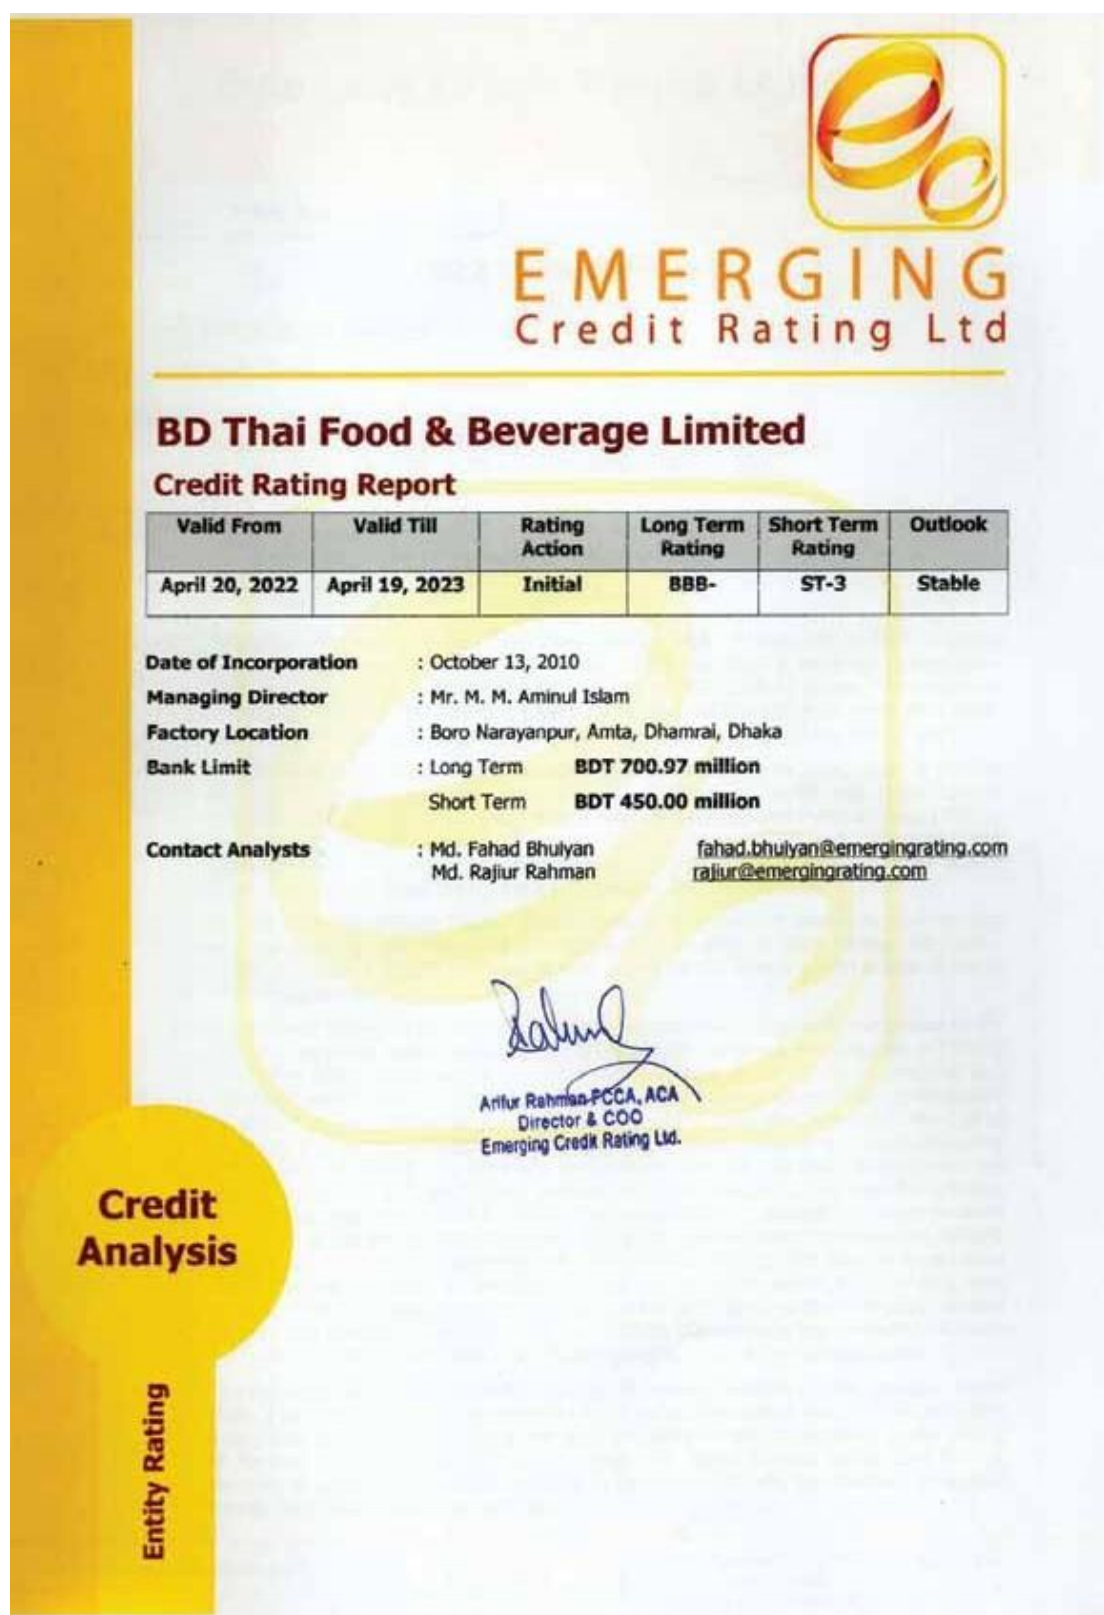 EMERGING
Credit Rating Ltd
BD Thai Food & Beverage Limited
Credit Rating Report
Valid From Valid Till Rating Action Long Term Rating Short Term Rating Outlook
April 20, 2022 April 19, 2023 Initial BBB- ST-3 Stable
Date of Incorporation : October 13, 2010
Managing Director : Mr. M. M. Aminul Islam
Factory Location : Boro Narayanpur, Amta, Dhamrai, Dhaka
Bank Limit : Long Term BDT 700.97 million
Short Term BDT 450.00 million
Contact Analysts : Md. Fahad Bhuiyan fahad.bhuiyan@emergingrating.com
Md. Rajiur Rahman rajiur@emergingrating.com
Arifur Rahman FCCA, ACA
Director & COO
Emerging Credit Rating Ltd.
Credit
Analysis
Entity Rating